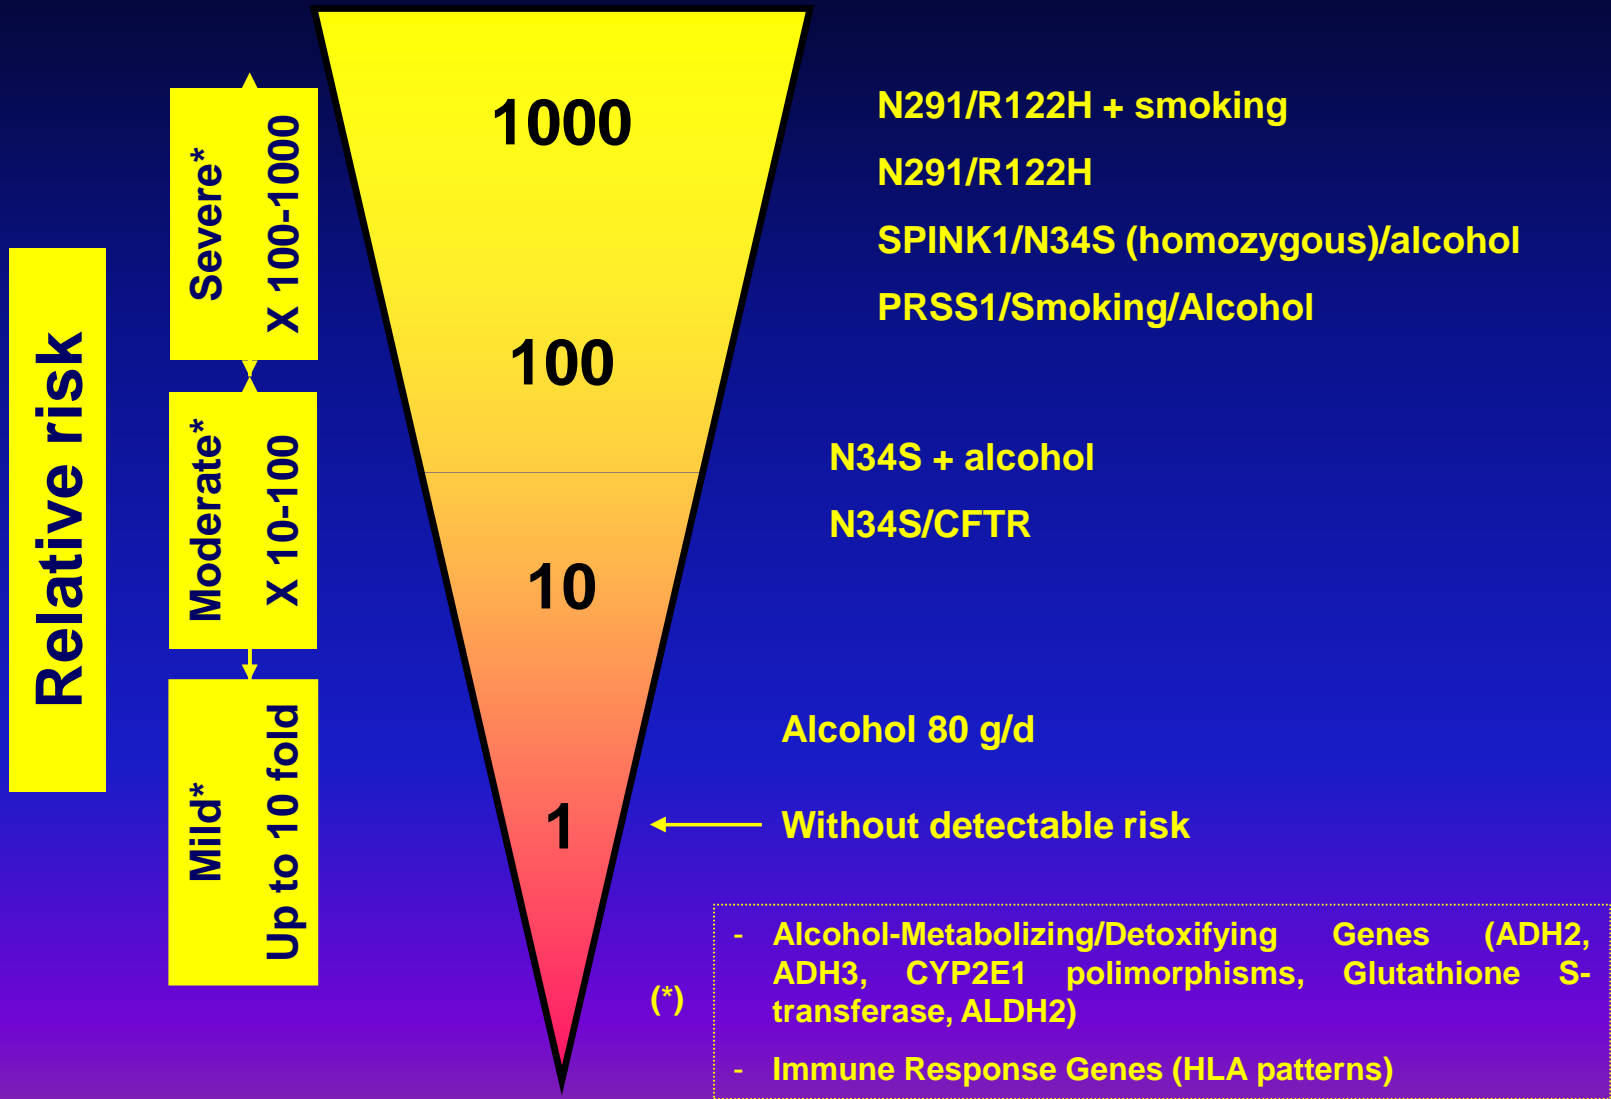 Relative risk
Severe*
X 100-1000
Moderate*
X 10-100
Mild*
Up to 10 fold
1000
100
10
1
N291/R122H + smoking
N291/R122H
SPINK1/N34S (homozygous)/alcohol
PRSS1/Smoking/Alcohol
N34S + alcohol
N34S/CFTR
Alcohol 80 g/d
Without detectable risk
(*)
- Alcohol-Metabolizing/Detoxifying Genes (ADH2,
ADH3, CYP2E1 polimorphisms, Glutathione S-
transferase, ALDH2)
- Immune Response Genes (HLA patterns)